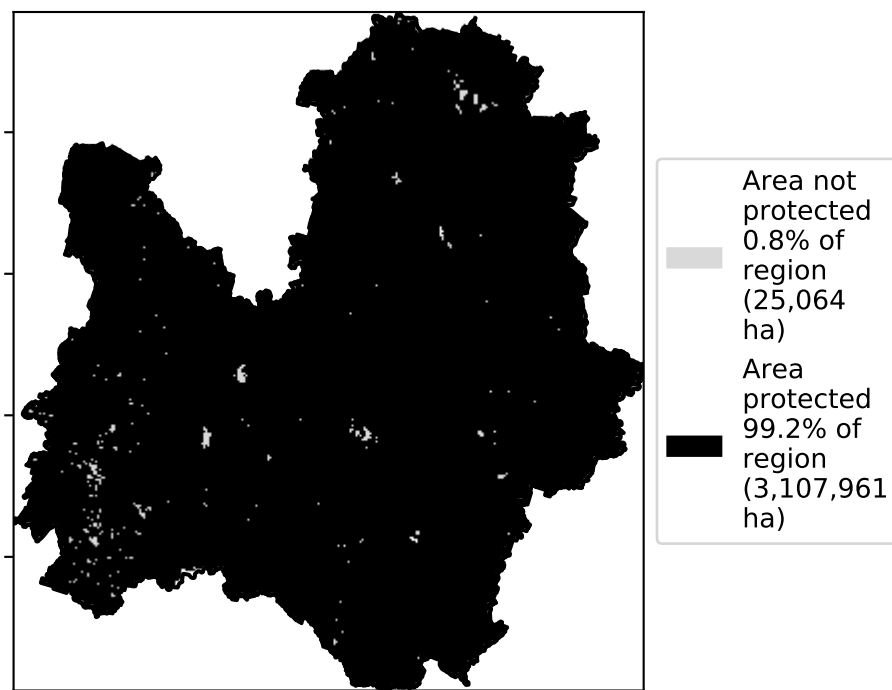 Area not
protected
0.8% of
region
(25,064
ha)
Area
protected
99.2% of
region
(3,107,961
ha)